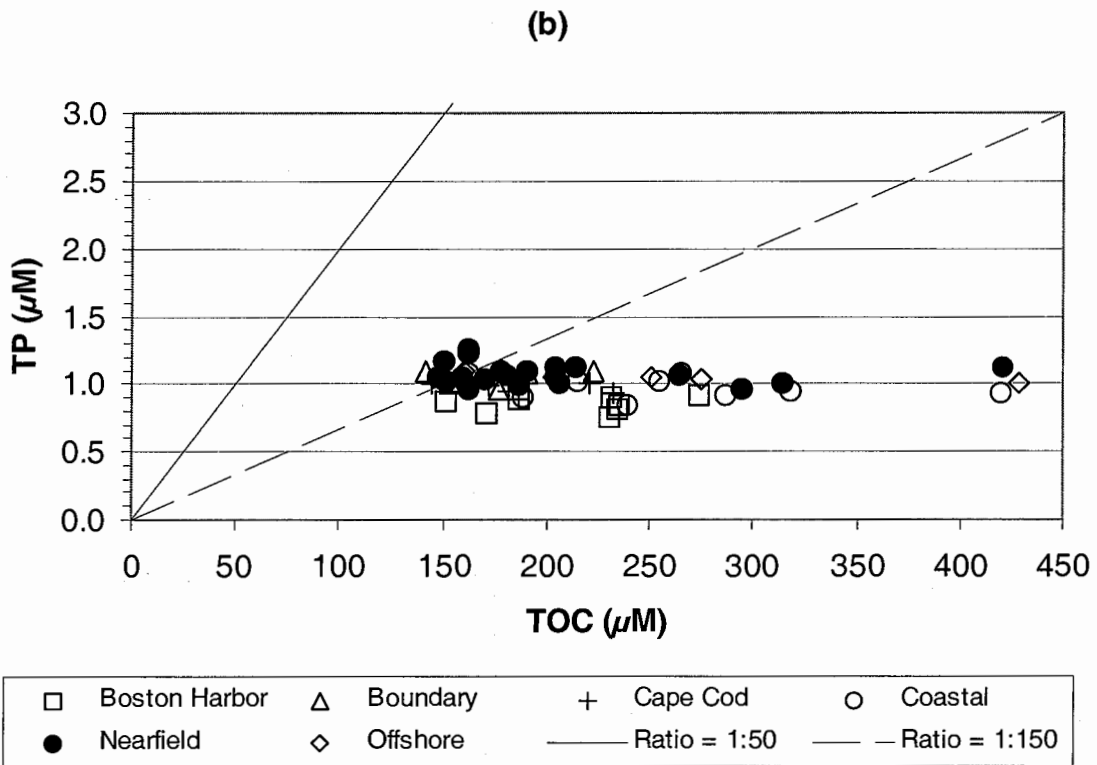 (b)
3.0
2.5
2.0
1.5
1.0
0.5
0.0
TP (µM)
0 50 100 150 200 250 300 350 400 450
TOC (µM)
Boston Harbor Boundary Cape Cod Coastal
Nearfield Offshore Ratio = 1:50 Ratio = 1:150